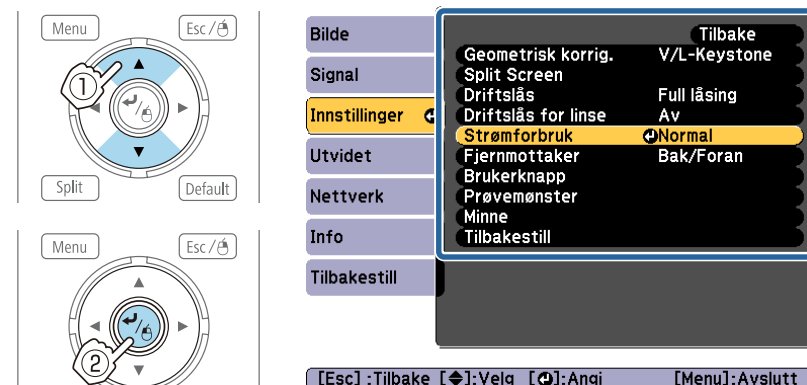 Menu
Esc/
1
Split
Default
Menu
Esc/
2
Bilde
Signal
Innstillinger
Utvidet
Nettverk
Info
Tilbakestill
Tilbake
Geometrisk korrig. V/L-Keystone
Split Screen
Driftslås Full låsing
Driftslås for linse Av
Strømforbruk Normal
Fjernmottaker Bak/Foran
Brukerknapp
Prøvemønster
Minne
Tilbakestill
[Esc] :Tilbake [◆]:Velg [⏎]:Angi [Menu]:Avslutt